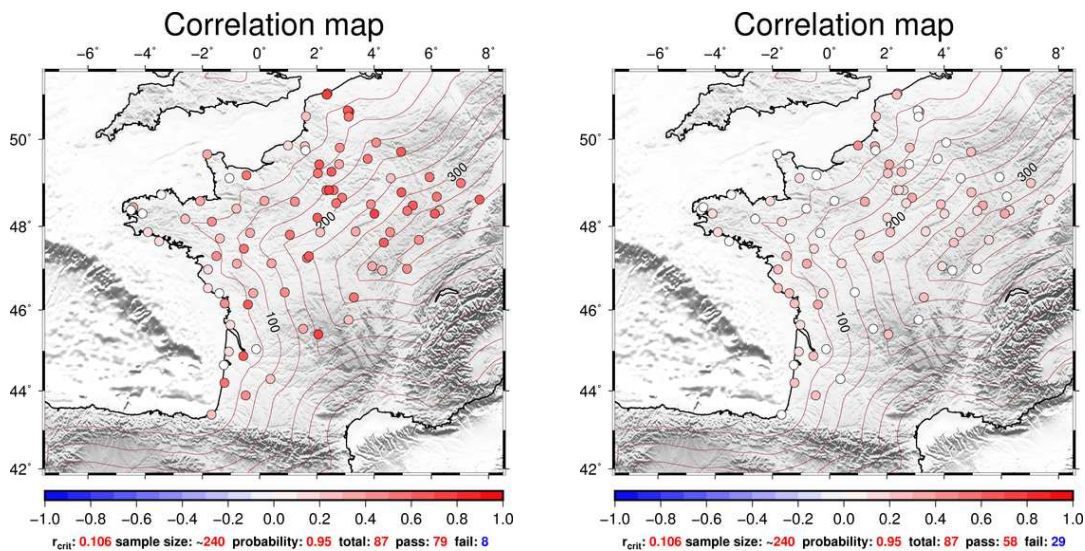 Correlation map
−6° −4° −2° 0° 2° 4° 6° 8°
50°
48°
46°
44°
42°
100
200
300
−1.0 −0.8 −0.6 −0.4 −0.2 0.0 0.2 0.4 0.6 0.8 1.0
r_crit: 0.106 sample size: ~240 probability: 0.95 total: 87 pass: 79 fail: 8
Correlation map
−6° −4° −2° 0° 2° 4° 6° 8°
50°
48°
46°
44°
42°
100
200
300
−1.0 −0.8 −0.6 −0.4 −0.2 0.0 0.2 0.4 0.6 0.8 1.0
r_crit: 0.106 sample size: ~240 probability: 0.95 total: 87 pass: 58 fail: 29